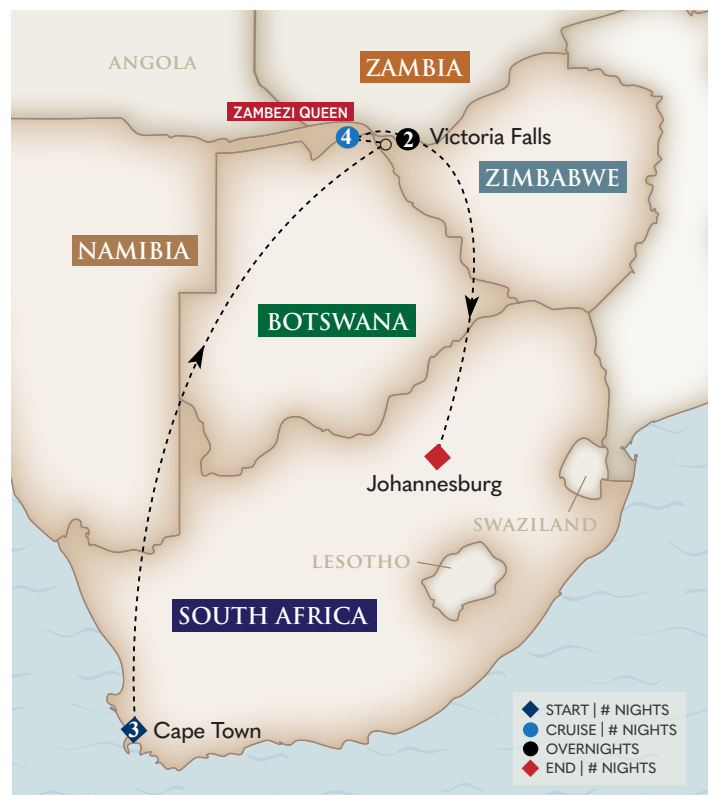 ANGOLA
ZAMBIA
ZAMBEZI QUEEN
4
2 Victoria Falls
ZIMBABWE
NAMIBIA
BOTSWANA
Johannesburg
SWAZILAND
LESOTHO
SOUTH AFRICA
3 Cape Town
START | # NIGHTS
CRUISE | # NIGHTS
OVERNIGHTS
END | # NIGHTS